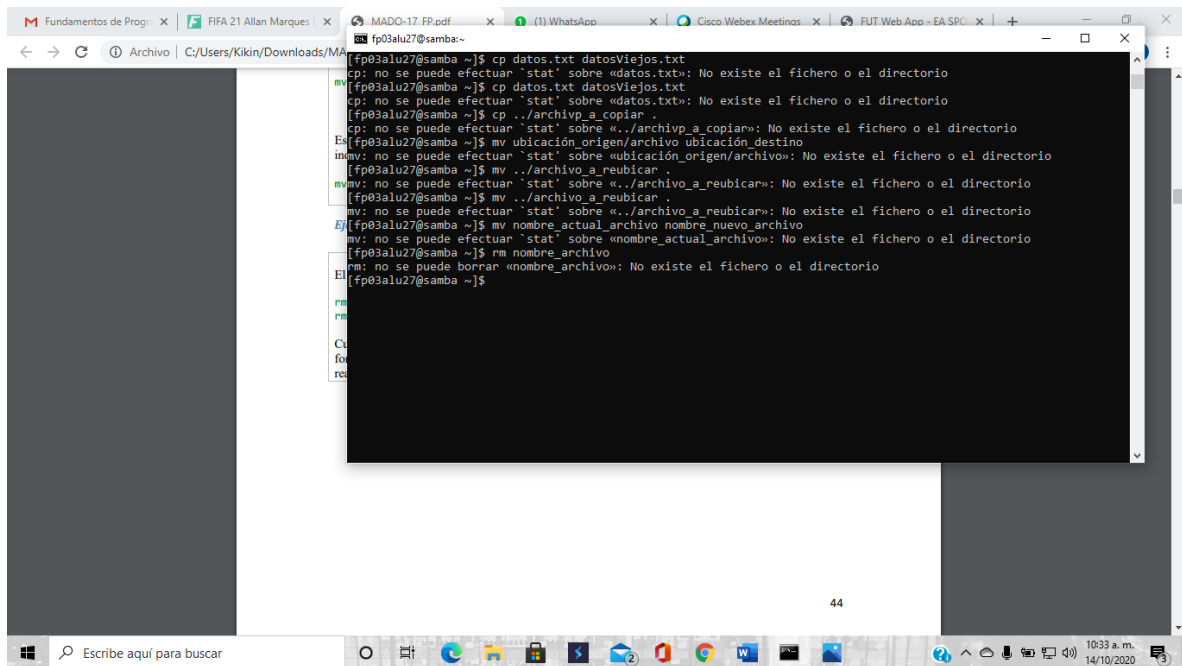 Fundamentos de Progr
FIFA 21 Allan Marques
MADO-17_FP.pdf
(1) WhatsApp
Cisco Webex Meetings
FUT Web App - EA SPO
Archivo
C:/Users/Kikin/Downloads/MA
fp03alu27@samba:~
[fp03alu27@samba ~]$ cp datos.txt datosViejos.txt
cp: no se puede efectuar `stat' sobre «datos.txt»: No existe el fichero o el directorio
[fp03alu27@samba ~]$ cp datos.txt datosViejos.txt
cp: no se puede efectuar `stat' sobre «datos.txt»: No existe el fichero o el directorio
[fp03alu27@samba ~]$ cp ../archivp_a_copiar .
cp: no se puede efectuar `stat' sobre «../archivp_a_copiar»: No existe el fichero o el directorio
[fp03alu27@samba ~]$ mv ubicación_origen/archivo ubicación_destino
mv: no se puede efectuar `stat' sobre «ubicación_origen/archivo»: No existe el fichero o el directorio
[fp03alu27@samba ~]$ mv ../archivo_a_reubicar .
mv: no se puede efectuar `stat' sobre «../archivo_a_reubicar»: No existe el fichero o el directorio
[fp03alu27@samba ~]$ mv ../archivo_a_reubicar .
mv: no se puede efectuar `stat' sobre «../archivo_a_reubicar»: No existe el fichero o el directorio
[fp03alu27@samba ~]$ mv nombre_actual_archivo nombre_nuevo_archivo
mv: no se puede efectuar `stat' sobre «nombre_actual_archivo»: No existe el fichero o el directorio
[fp03alu27@samba ~]$ rm nombre_archivo
rm: no se puede borrar «nombre_archivo»: No existe el fichero o el directorio
[fp03alu27@samba ~]$
mv
Es
mv
El
rm
rm
44
Escribe aquí para buscar
10:33 a. m.
14/10/2020